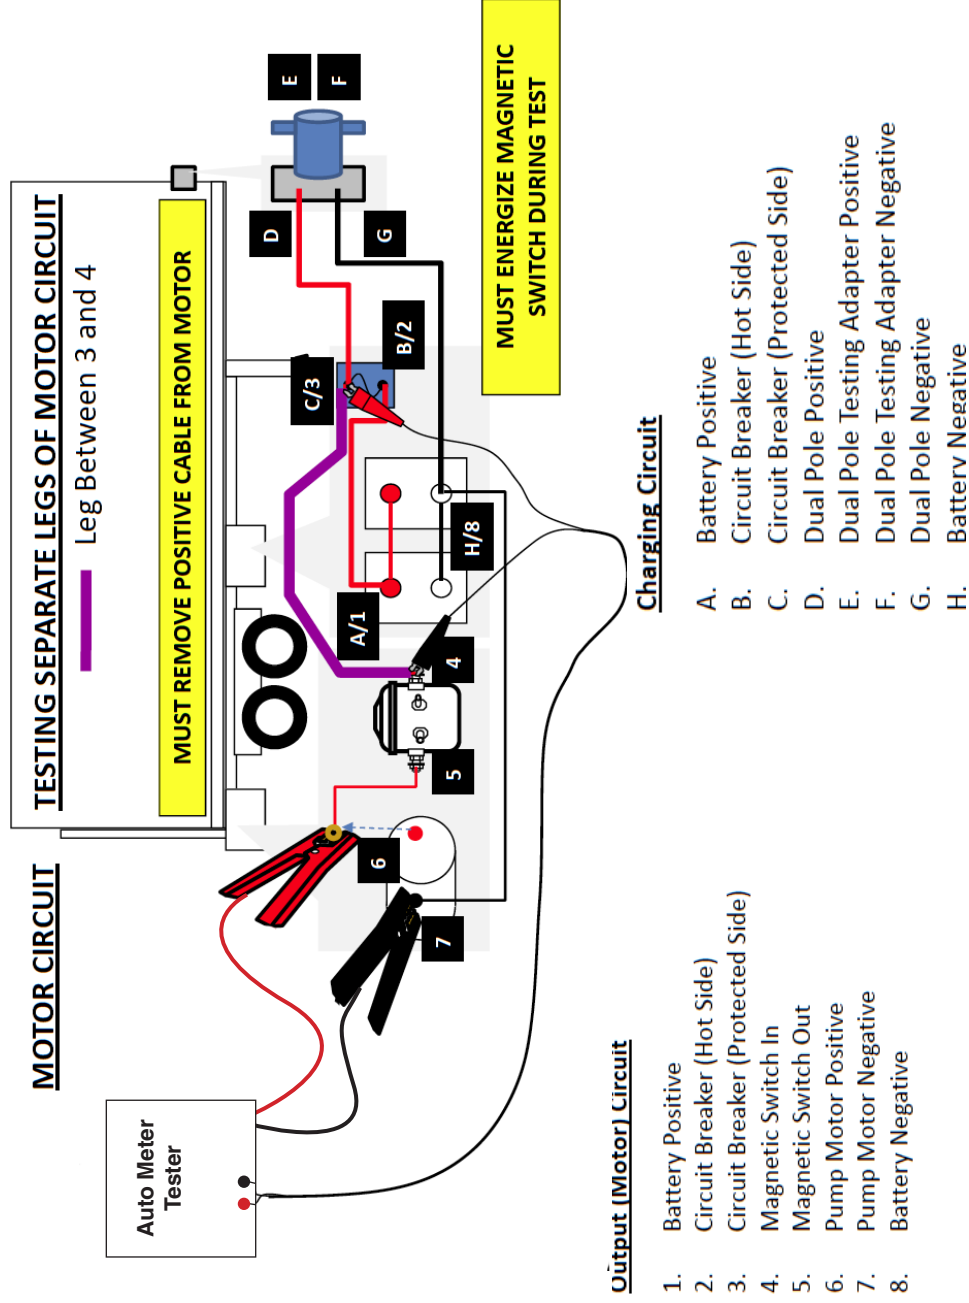 MOTOR CIRCUIT
TESTING SEPARATE LEGS OF MOTOR CIRCUIT
Leg Between 3 and 4
MUST REMOVE POSITIVE CABLE FROM MOTOR
Auto Meter
Tester
E
F
D
G
C/3
B/2
A/1
H/8
4
5
6
7
MUST ENERGIZE MAGNETIC
SWITCH DURING TEST
Output (Motor) Circuit
1. Battery Positive
2. Circuit Breaker (Hot Side)
3. Circuit Breaker (Protected Side)
4. Magnetic Switch In
5. Magnetic Switch Out
6. Pump Motor Positive
7. Pump Motor Negative
8. Battery Negative
Charging Circuit
A. Battery Positive
B. Circuit Breaker (Hot Side)
C. Circuit Breaker (Protected Side)
D. Dual Pole Positive
E. Dual Pole Testing Adapter Positive
F. Dual Pole Testing Adapter Negative
G. Dual Pole Negative
H. Battery Negative